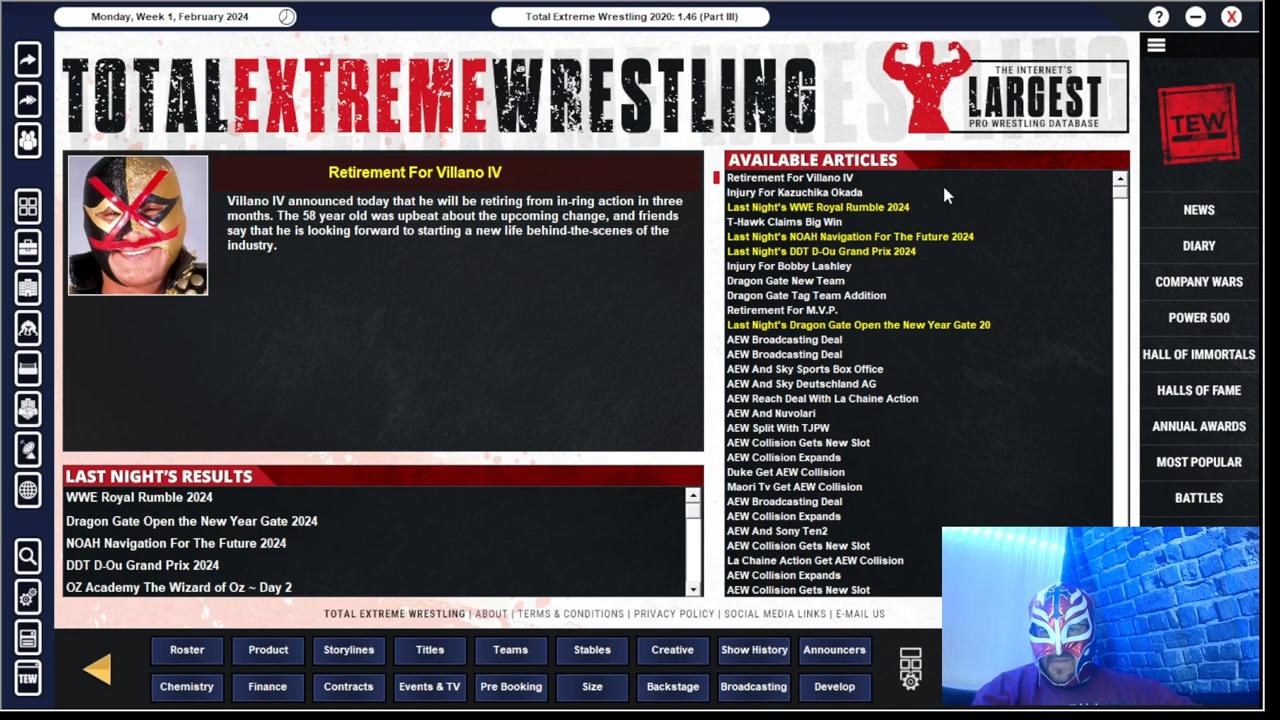 Monday, Week 1, February 2024
Total Extreme Wrestling 2020: 1.46 (Part III)
?
X
TOTALEXTREMEWRESTLING
THE INTERNET'S
LARGEST
PRO WRESTLING DATABASE
Retirement For Villano IV
Villano IV announced today that he will be retiring from in-ring action in three
months. The 58 year old was upbeat about the upcoming change, and friends
say that he is looking forward to starting a new life behind-the-scenes of the
industry.
LAST NIGHT'S RESULTS
WWE Royal Rumble 2024
Dragon Gate Open the New Year Gate 2024
NOAH Navigation For The Future 2024
DDT D-Ou Grand Prix 2024
OZ Academy The Wizard of Oz ~ Day 2
AVAILABLE ARTICLES
Retirement For Villano IV
Injury For Kazuchika Okada
Last Night's WWE Royal Rumble 2024
T-Hawk Claims Big Win
Last Night's NOAH Navigation For The Future 2024
Last Night's DDT D-Ou Grand Prix 2024
Injury For Bobby Lashley
Dragon Gate New Team
Dragon Gate Tag Team Addition
Retirement For M.V.P.
Last Night's Dragon Gate Open the New Year Gate 20
AEW Broadcasting Deal
AEW Broadcasting Deal
AEW And Sky Sports Box Office
AEW And Sky Deutschland AG
AEW Reach Deal With La Chaine Action
AEW And Nuvolari
AEW Split With TJPW
AEW Collision Gets New Slot
AEW Collision Expands
Duke Get AEW Collision
Maori Tv Get AEW Collision
AEW Broadcasting Deal
AEW Collision Expands
AEW And Sony Ten2
AEW Collision Gets New Slot
La Chaine Action Get AEW Collision
AEW Collision Expands
AEW Collision Gets New Slot
TEW
NEWS
DIARY
COMPANY WARS
POWER 500
HALL OF IMMORTALS
HALLS OF FAME
ANNUAL AWARDS
MOST POPULAR
BATTLES
TOTAL EXTREME WRESTLING | ABOUT | TERMS & CONDITIONS | PRIVACY POLICY | SOCIAL MEDIA LINKS | E-MAIL US
TEW
Roster Product Storylines Titles Teams Stables Creative Show History Announcers
Chemistry Finance Contracts Events & TV Pre Booking Size Backstage Broadcasting Develop